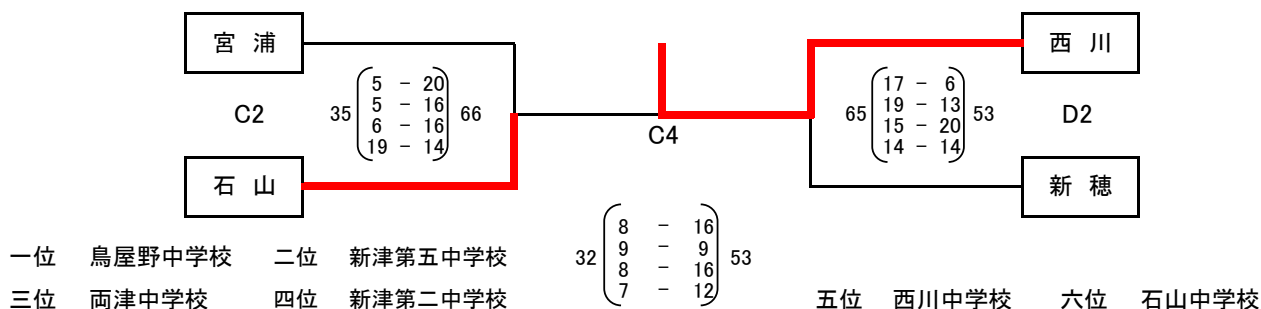 宮 浦
西 川
5 － 20
5 － 16
6 － 16
19 － 14
35
66
C2
17 － 6
19 － 13
15 － 20
14 － 14
65
53
D2
C4
石 山
新 穂
8 － 16
9 － 9
8 － 16
7 － 12
32
53
一位 鳥屋野中学校 二位 新津第五中学校
三位 両津中学校 四位 新津第二中学校 五位 西川中学校 六位 石山中学校